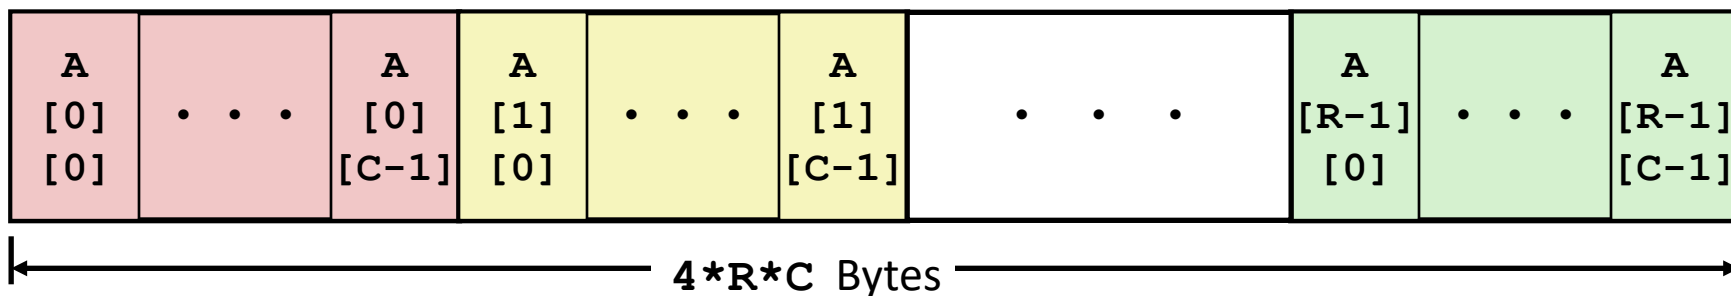 A A A A A A
[0] • • • [0] [1] • • • [1] • • • [R-1] • • • [R-1]
[0] [C-1] [0] [C-1] [0] [C-1]
4*R*C Bytes